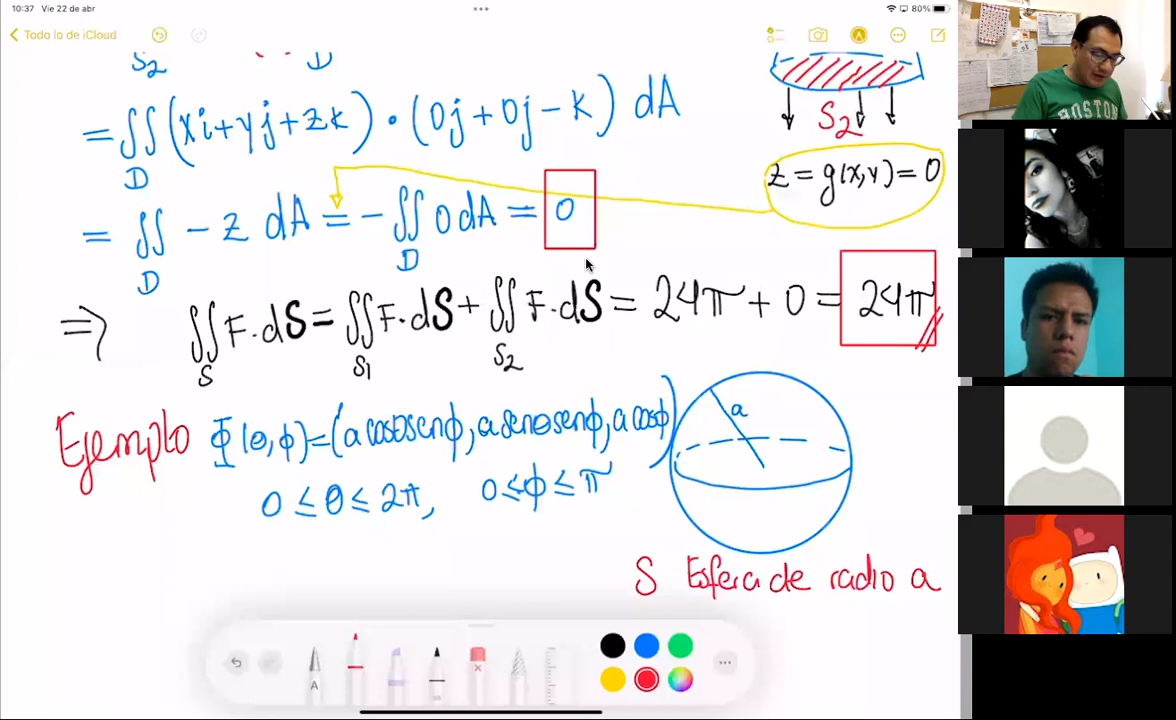 10:37 Vie 22 de abr
80%
Todo lo de iCloud
S2 D
= ∬D (xi+yj+zk) · (0j+0j−k) dA
S2
z = g(x,y) = 0
= ∬D −z dA = −∬D 0 dA = 0
⇒ ∬S F·dS = ∬S1 F·dS + ∬S2 F·dS = 24π + 0 = 24π
Ejemplo Φ(θ,ϕ)=(a cosθ senϕ, a senθ senϕ, a cosϕ)
a
0 ≤ θ ≤ 2π, 0 ≤ ϕ ≤ π
S Esfera de radio a
A
BOSTON